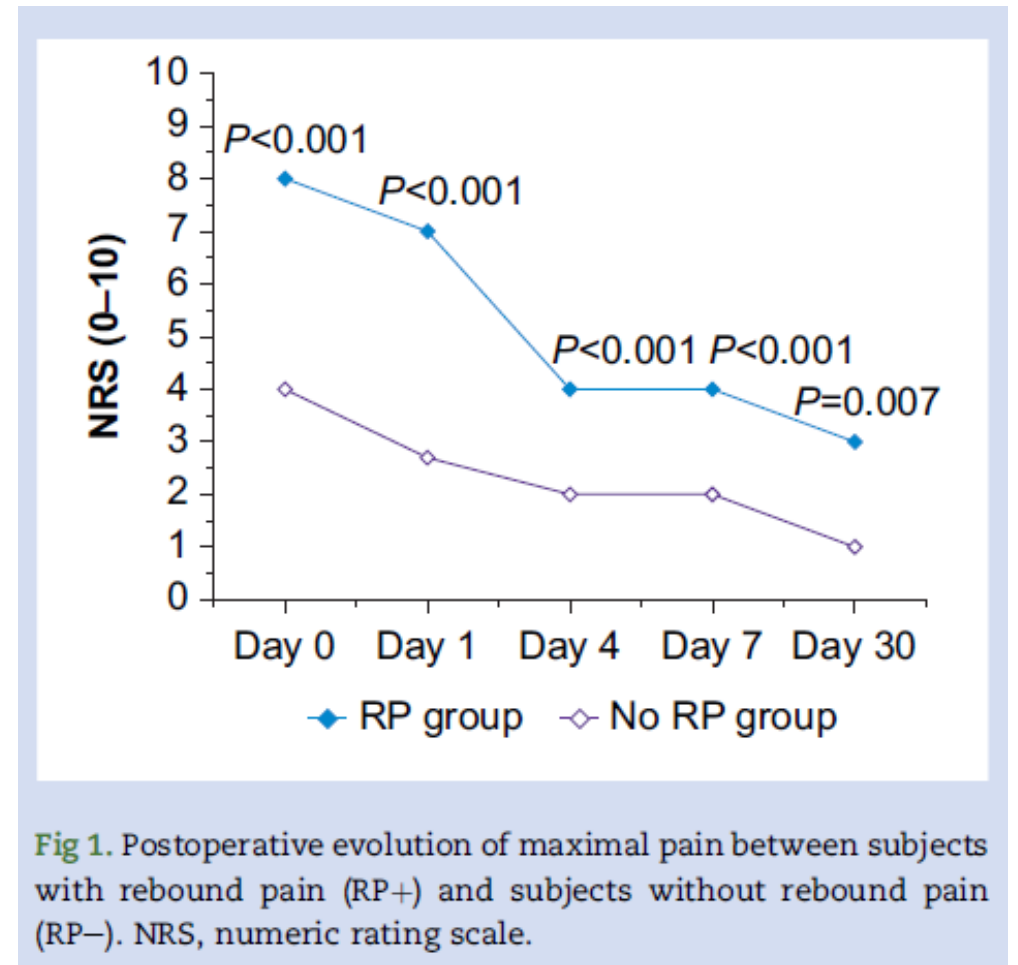 10
9
P<0.001
8
P<0.001
7
6
5
P<0.001 P<0.001
4
P=0.007
3
2
1
0
NRS (0–10)
Day 0 Day 1 Day 4 Day 7 Day 30
RP group No RP group
Fig 1. Postoperative evolution of maximal pain between subjects
with rebound pain (RP+) and subjects without rebound pain
(RP−). NRS, numeric rating scale.